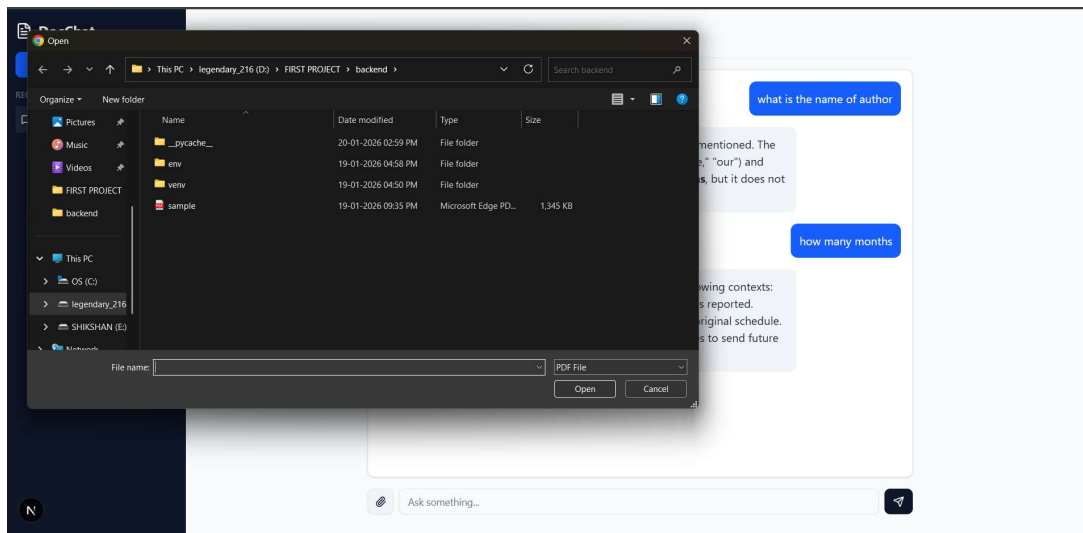 DocChat
Open
This PC > legendary_216 (D:) > FIRST PROJECT > backend >
Search backend
Organize
New folder
Pictures
Music
Videos
FIRST PROJECT
backend
This PC
OS (C:)
legendary_216
SHIKSHAN (E:)
Network
Name Date modified Type Size
__pycache__ 20-01-2026 02:59 PM File folder
env 19-01-2026 04:58 PM File folder
venv 19-01-2026 04:50 PM File folder
sample 19-01-2026 09:35 PM Microsoft Edge PD... 1,345 KB
File name:
PDF File
Open
Cancel
what is the name of author
mentioned. The
," "our") and
, but it does not
how many months
owing contexts:
s reported.
riginal schedule.
s to send future
Ask something...
N